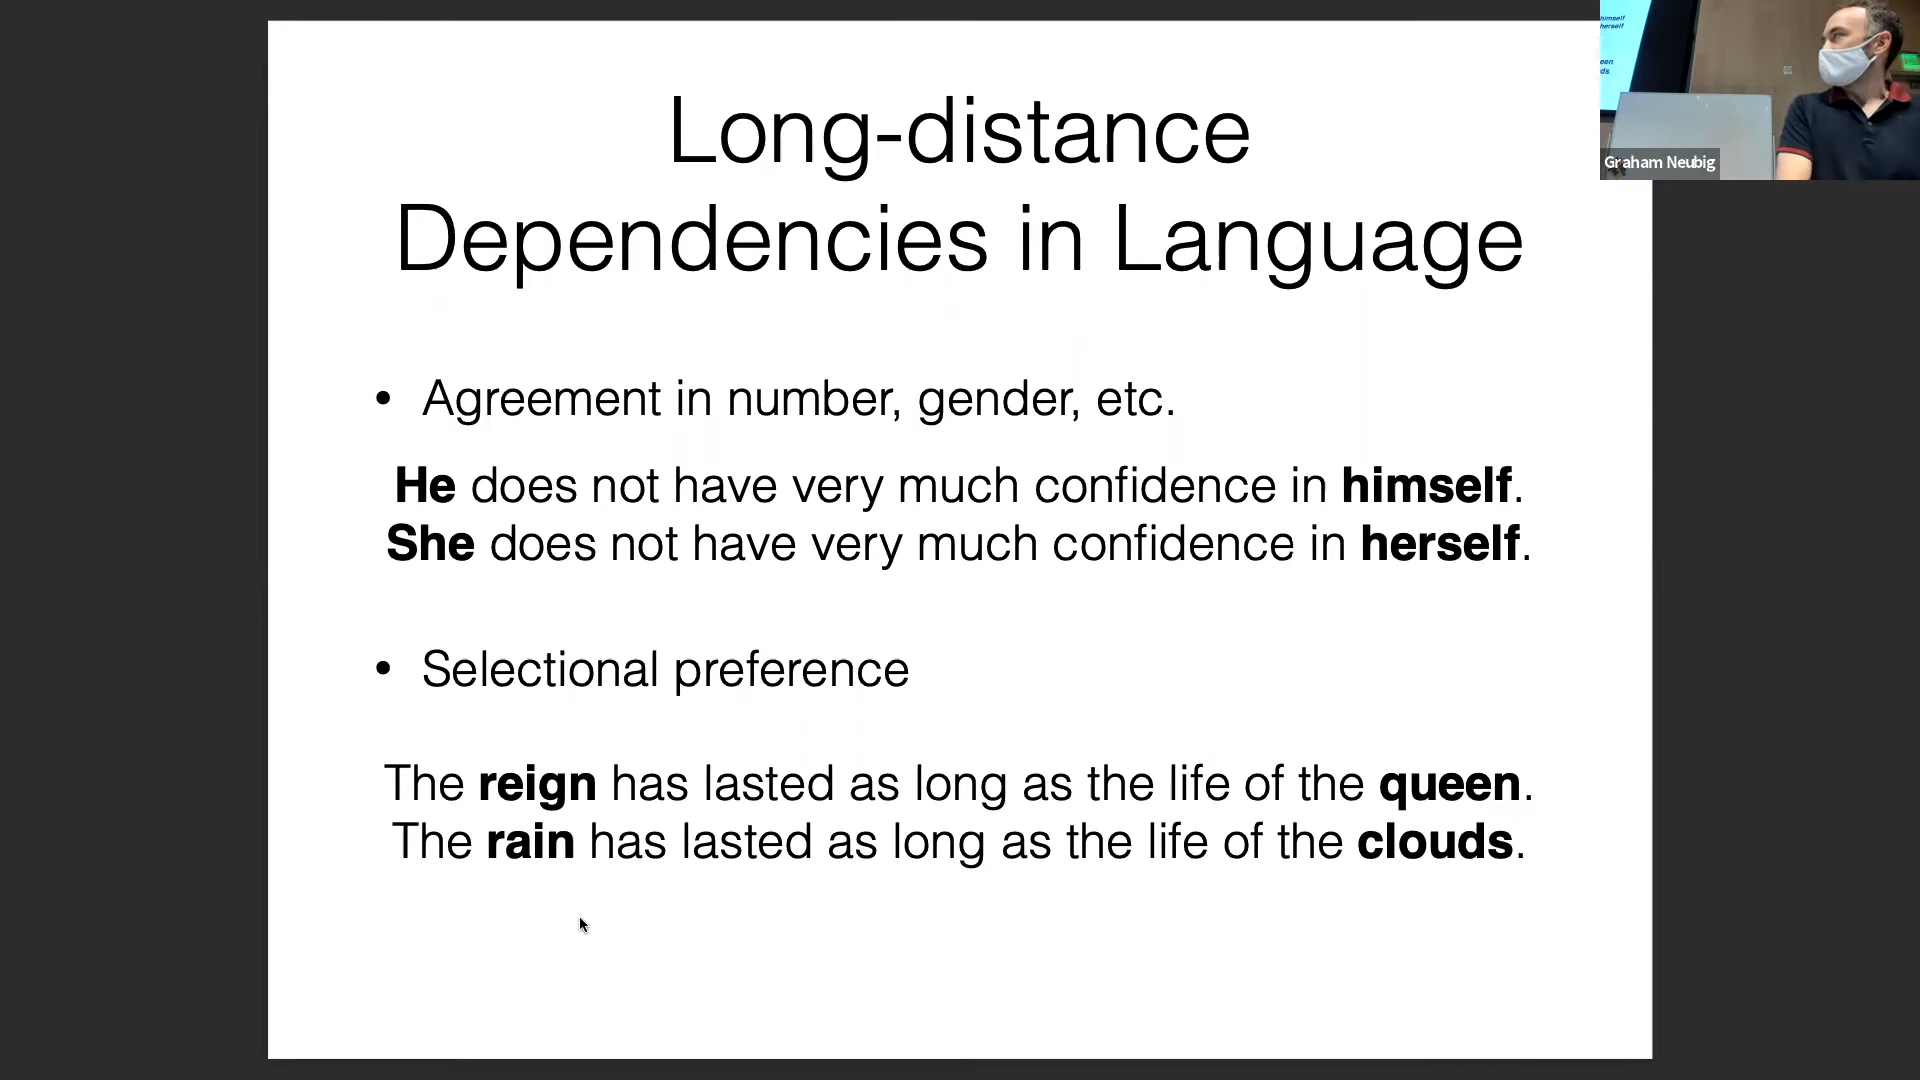 Long-distance
Dependencies in Language
• Agreement in number, gender, etc.
He does not have very much confidence in himself.
She does not have very much confidence in herself.
• Selectional preference
The reign has lasted as long as the life of the queen.
The rain has lasted as long as the life of the clouds.
himself
herself
Graham Neubig